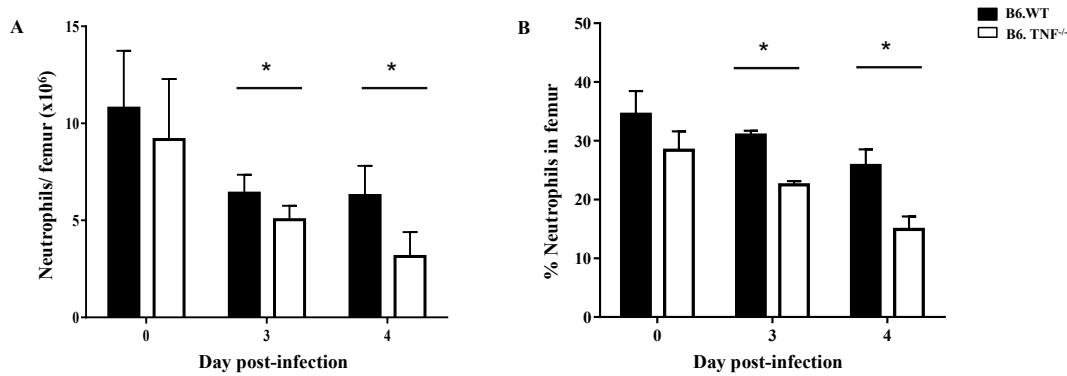 A
Neutrophils/ femur (x10⁶)
15
10
5
0
*
*
0
3
4
Day post-infection
B
% Neutrophils in femur
50
40
30
20
10
0
*
*
0
3
4
Day post-infection
B6.WT
B6. TNF⁻/⁻